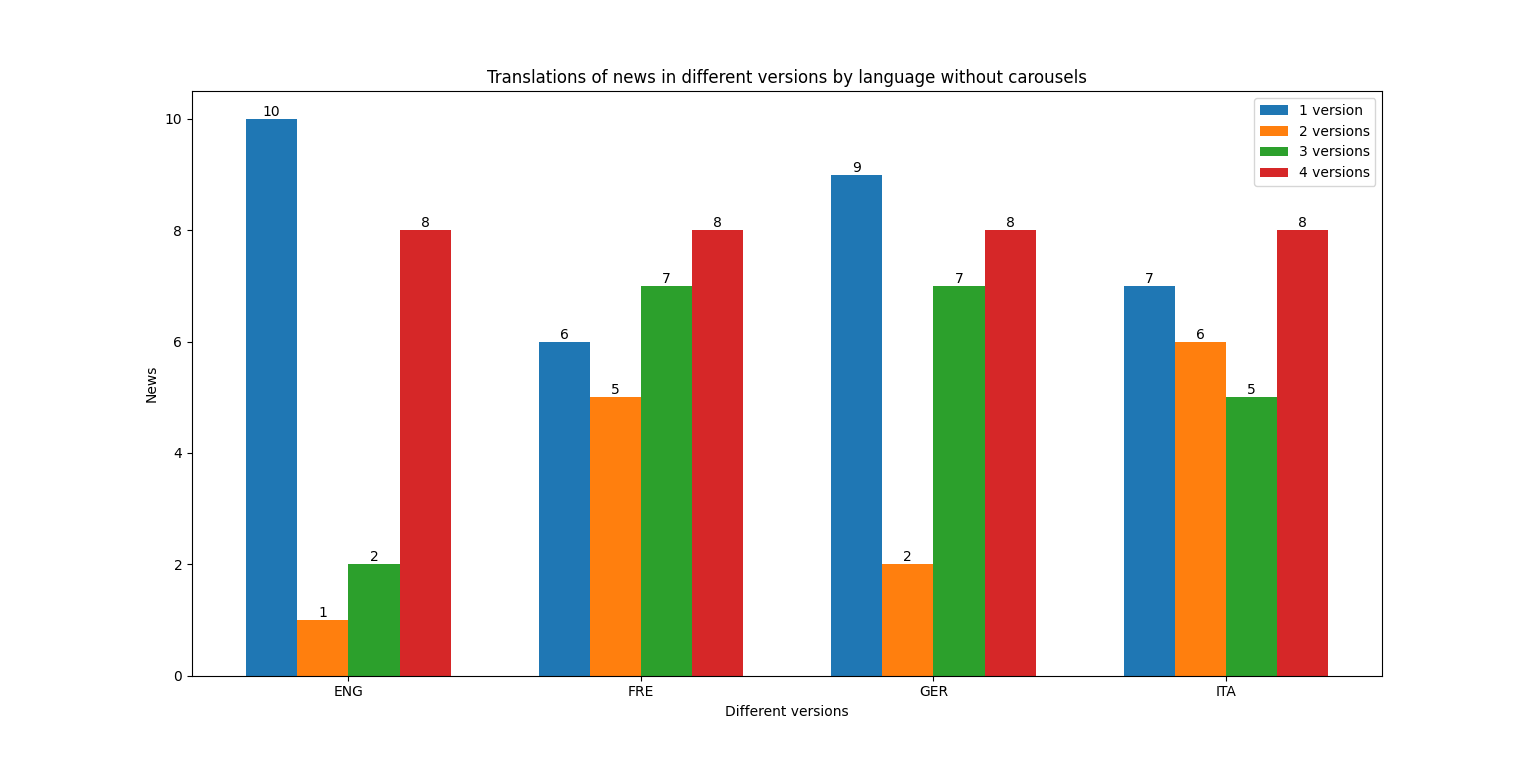 Translations of news in different versions by language without carousels
1 version
2 versions
3 versions
4 versions
News
10
8
6
4
2
0
10
1
2
8
6
5
7
8
9
2
7
8
7
6
5
8
ENG FRE GER ITA
Different versions